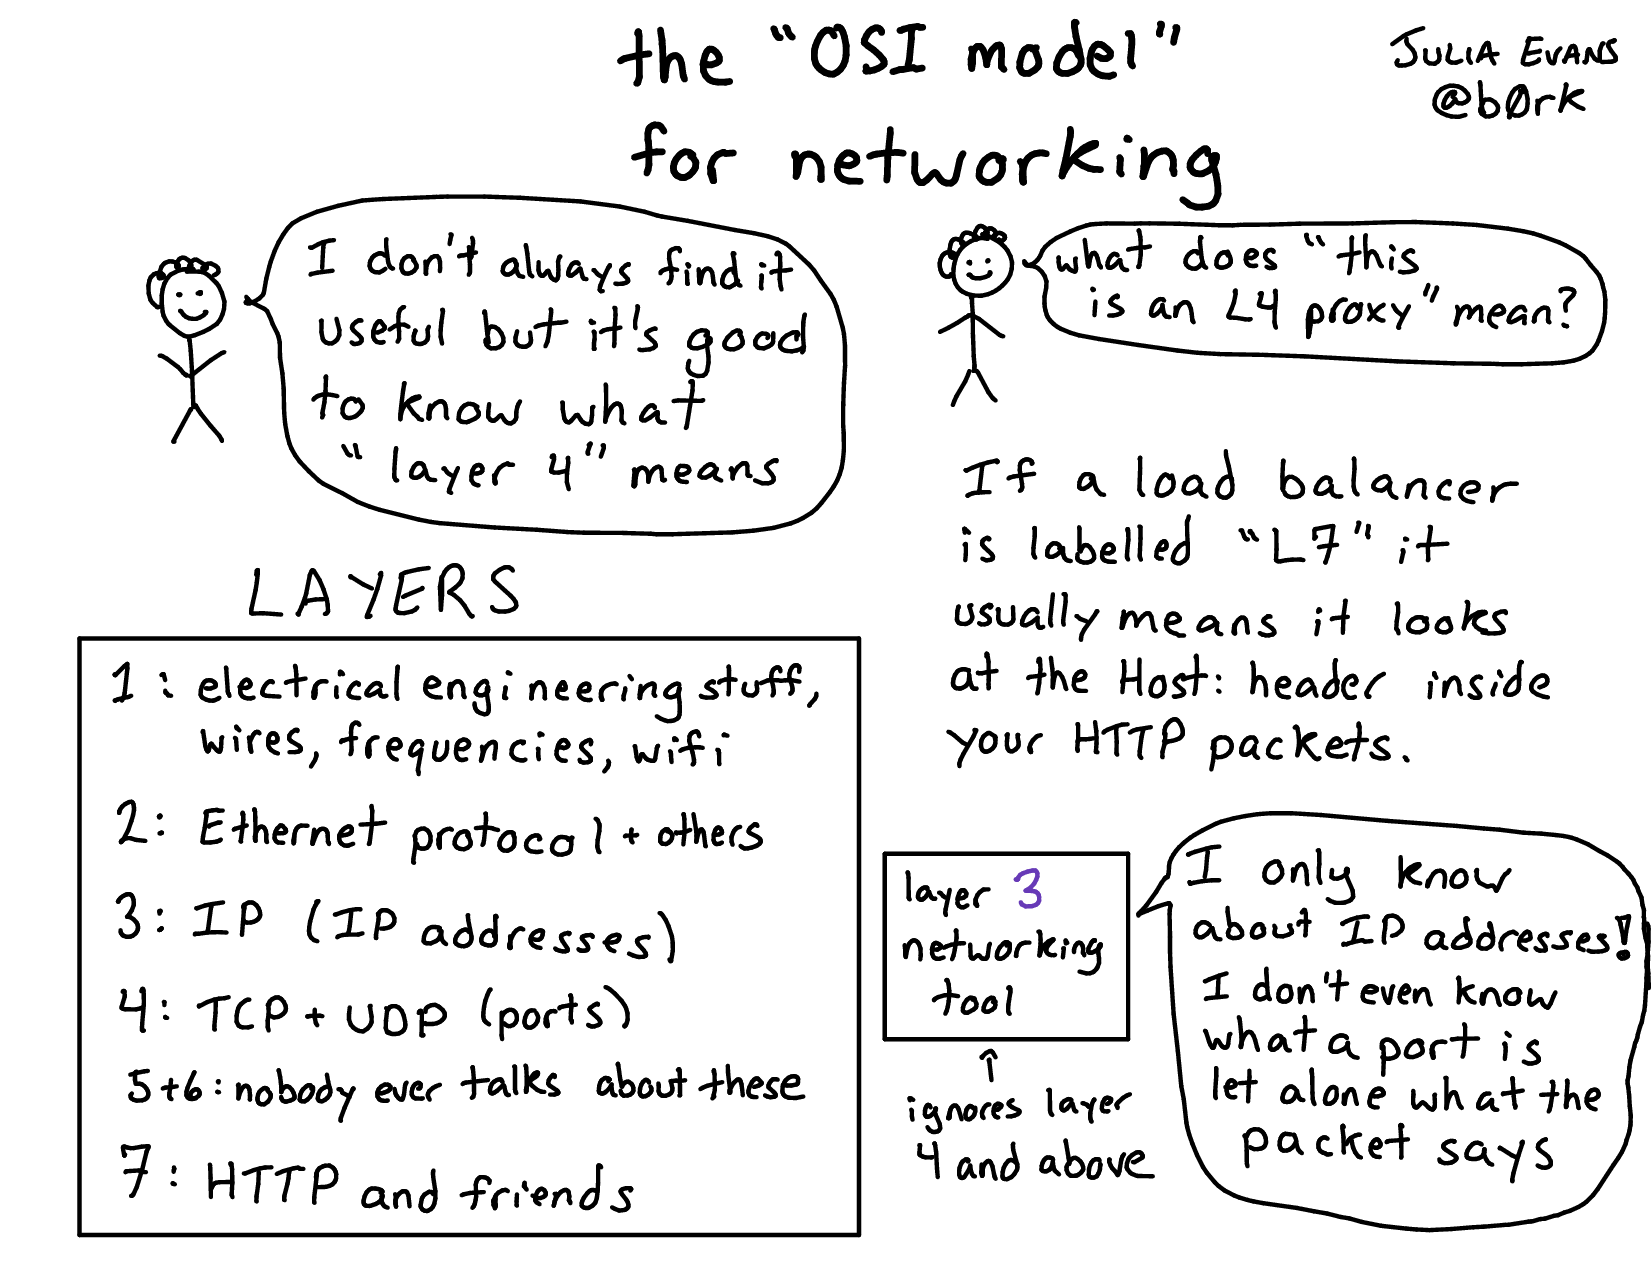 the "OSI model"
for networking
JULIA EVANS
@b0rk
I don't always find it
useful but it's good
to know what
"layer 4" means
LAYERS
1: electrical engineering stuff,
wires, frequencies, wifi
2: Ethernet protocol + others
3: IP (IP addresses)
4: TCP + UDP (ports)
5+6: nobody ever talks about these
7: HTTP and friends
what does "this
is an L4 proxy" mean?
If a load balancer
is labelled "L7" it
usually means it looks
at the Host: header inside
your HTTP packets.
layer 3
networking
tool
↑
ignores layer
4 and above
I only know
about IP addresses!
I don't even know
what a port is
let alone what the
packet says